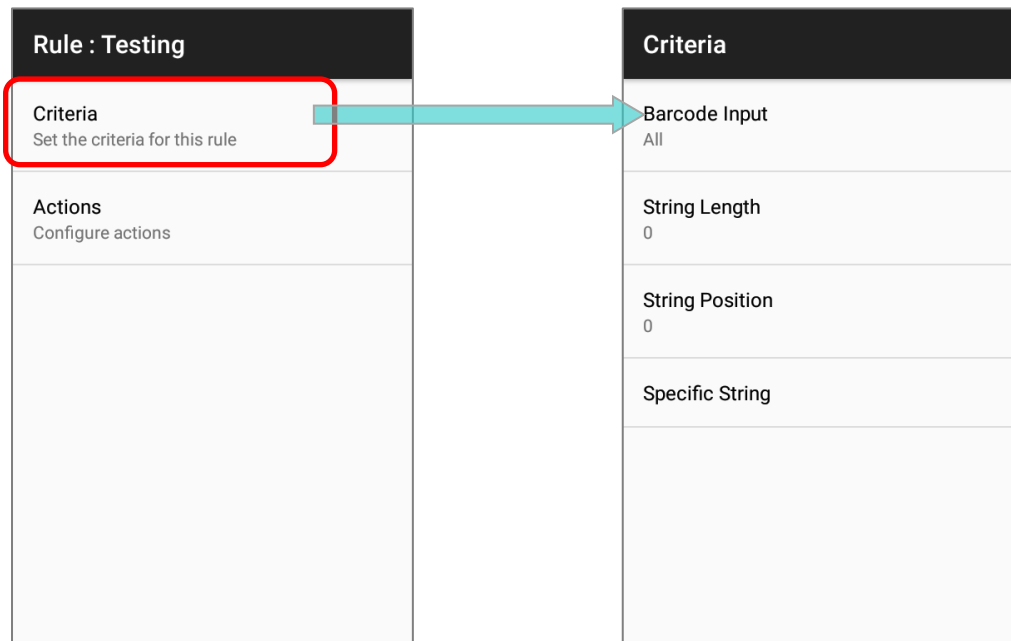 Rule : Testing
Criteria
Set the criteria for this rule
Actions
Configure actions
Criteria
Barcode Input
All
String Length
0
String Position
0
Specific String